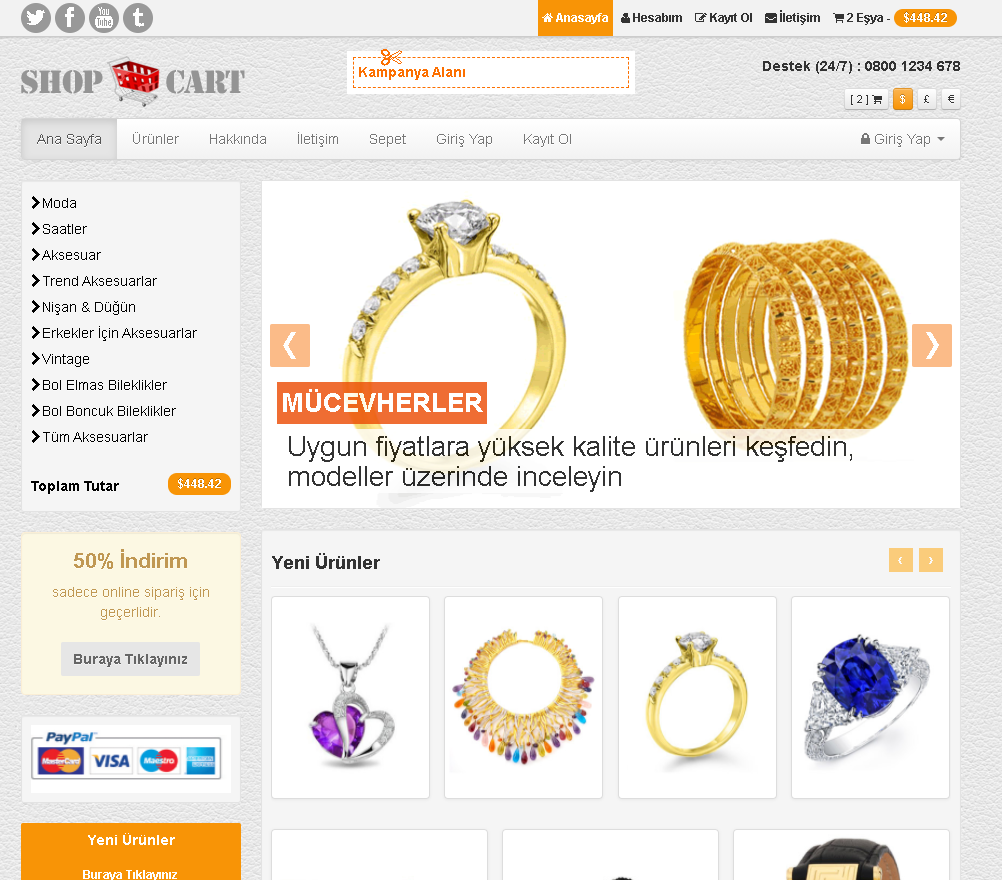 You
Tube
Anasayfa
Hesabım
Kayıt Ol
İletişim
2 Eşya - $448.42
SHOP CART
Kampanya Alanı
Destek (24/7) : 0800 1234 678
[ 2 ]
$
£
€
Ana Sayfa
Ürünler
Hakkında
İletişim
Sepet
Giriş Yap
Kayıt Ol
Giriş Yap
Moda
Saatler
Aksesuar
Trend Aksesuarlar
Nişan & Düğün
Erkekler İçin Aksesuarlar
Vintage
Bol Elmas Bileklikler
Bol Boncuk Bileklikler
Tüm Aksesuarlar
Toplam Tutar $448.42
MÜCEVHERLER
Uygun fiyatlara yüksek kalite ürünleri keşfedin,
modeller üzerinde inceleyin
50% İndirim
sadece online sipariş için
geçerlidir.
Buraya Tıklayınız
Yeni Ürünler
PayPal
MasterCard
VISA
Maestro
Yeni Ürünler
Buraya Tıklayınız